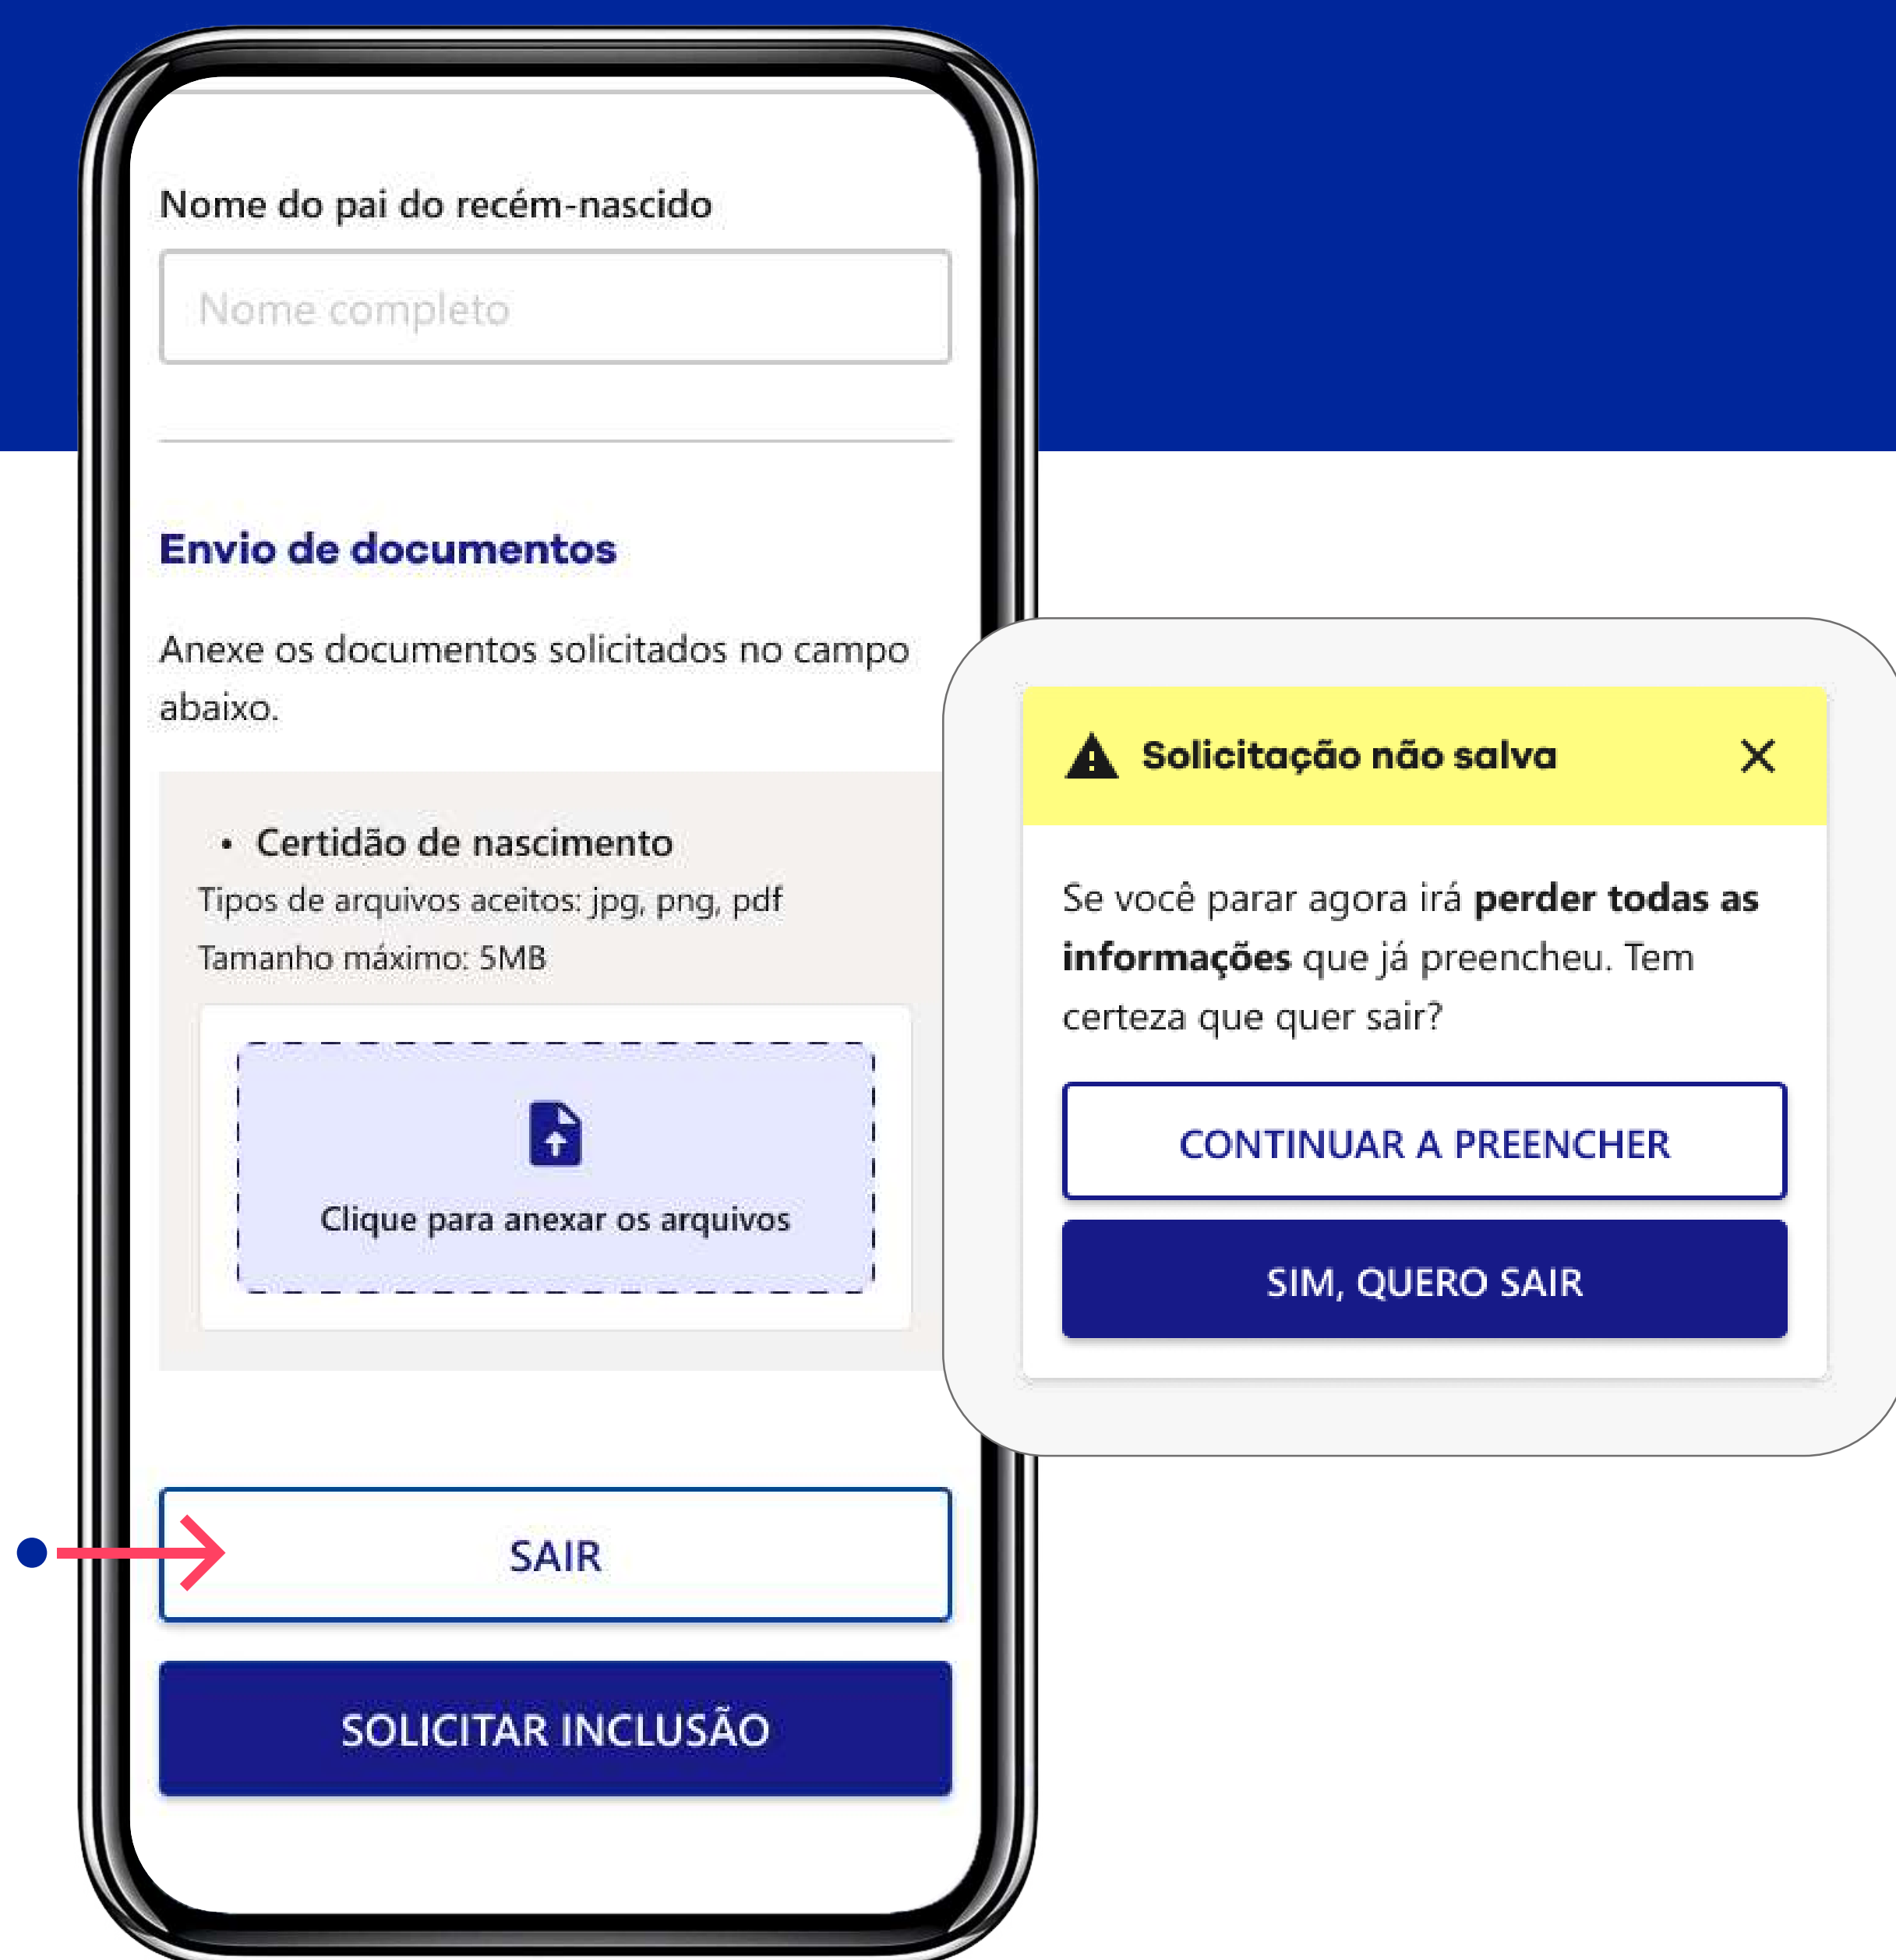 Nome do pai do recém-nascido
Nome completo
Envio de documentos
Anexe os documentos solicitados no campo
abaixo.
• Certidão de nascimento
Tipos de arquivos aceitos: jpg, png, pdf
Tamanho máximo: 5MB
Clique para anexar os arquivos
SAIR
SOLICITAR INCLUSÃO
Solicitação não salva
Se você parar agora irá perder todas as
informações que já preencheu. Tem
certeza que quer sair?
CONTINUAR A PREENCHER
SIM, QUERO SAIR